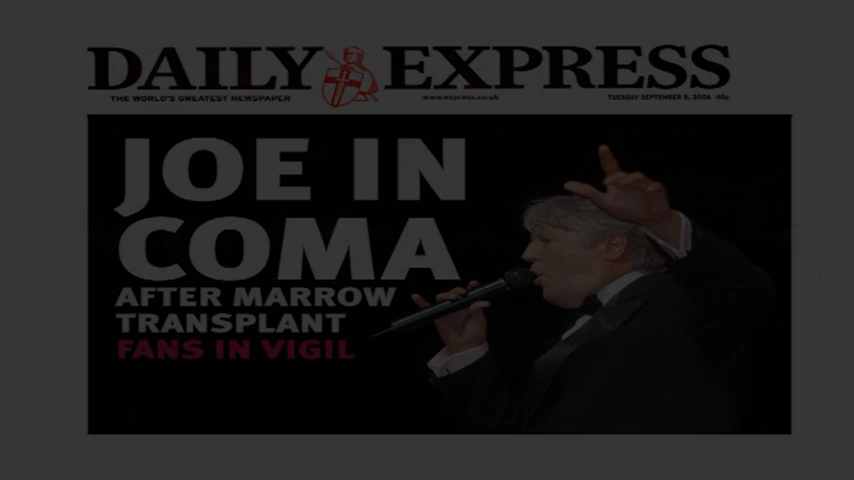 DAILY EXPRESS
THE WORLD'S GREATEST NEWSPAPER www.express.co.uk TUESDAY SEPTEMBER 5, 2006 40p
JOE IN
COMA
AFTER MARROW
TRANSPLANT
FANS IN VIGIL